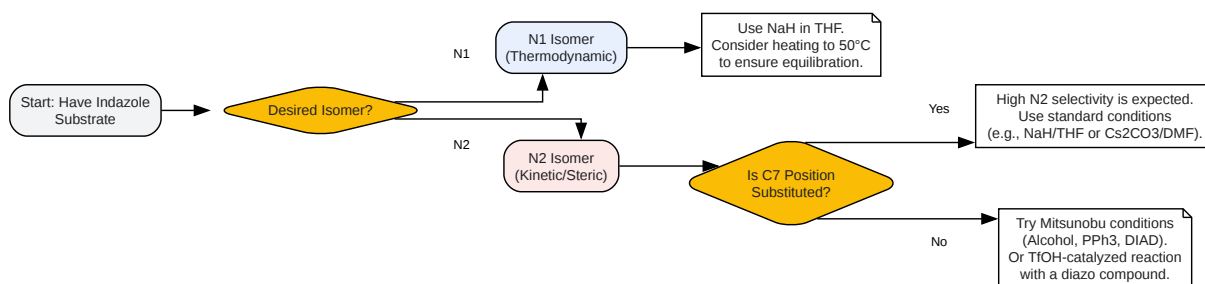 Start: Have Indazole
Substrate
Desired Isomer?
N1
N1 Isomer
(Thermodynamic)
Use NaH in THF.
Consider heating to 50°C
to ensure equilibration.
N2
N2 Isomer
(Kinetic/Steric)
Is C7 Position
Substituted?
Yes
High N2 selectivity is expected.
Use standard conditions
(e.g., NaH/THF or Cs2CO3/DMF).
No
Try Mitsunobu conditions
(Alcohol, PPh3, DIAD).
Or TfOH-catalyzed reaction
with a diazo compound.